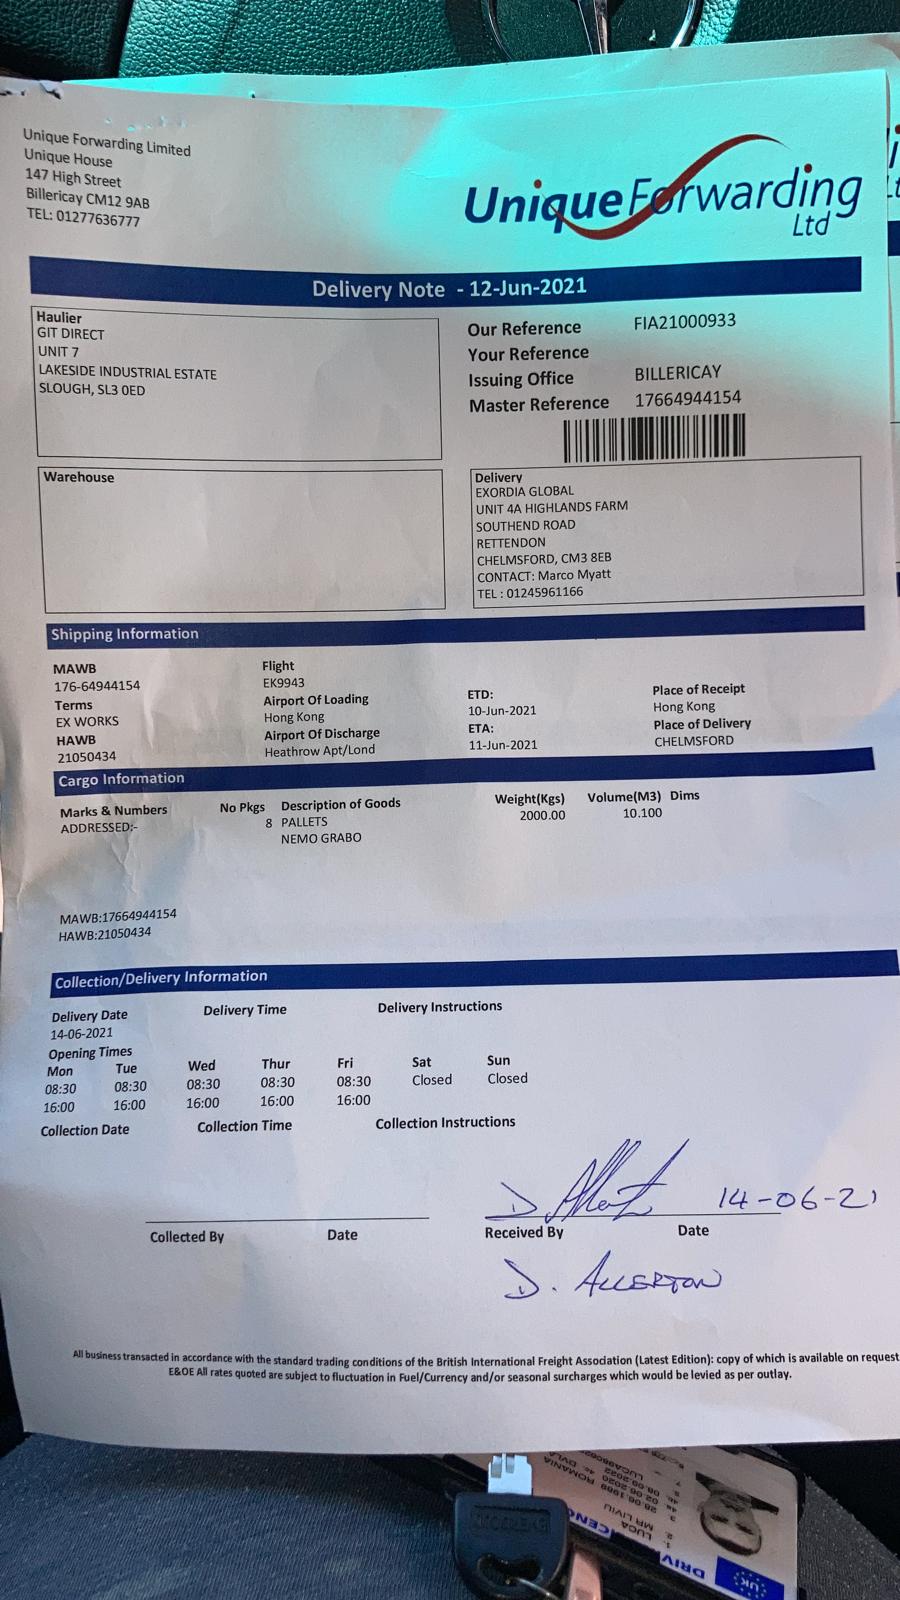 Unique Forwarding Limited
Unique House
147 High Street
Billericay CM12 9AB
TEL: 01277636777
UniqueForwarding
Ltd
Delivery Note - 12-Jun-2021
Haulier
GIT DIRECT
UNIT 7
LAKESIDE INDUSTRIAL ESTATE
SLOUGH, SL3 0ED
Our Reference FIA21000933
Your Reference
Issuing Office BILLERICAY
Master Reference 17664944154
Warehouse
Delivery
EXORDIA GLOBAL
UNIT 4A HIGHLANDS FARM
SOUTHEND ROAD
RETTENDON
CHELMSFORD, CM3 8EB
CONTACT: Marco Myatt
TEL : 01245961166
Shipping Information
MAWB
176-64944154
Terms
EX WORKS
HAWB
21050434
Flight
EK9943
Airport Of Loading
Hong Kong
Airport Of Discharge
Heathrow Apt/Lond
ETD:
10-Jun-2021
ETA:
11-Jun-2021
Place of Receipt
Hong Kong
Place of Delivery
CHELMSFORD
Cargo Information
Marks & Numbers No Pkgs Description of Goods Weight(Kgs) Volume(M3) Dims
ADDRESSED:- 8 PALLETS 2000.00 10.100
NEMO GRABO
MAWB:17664944154
HAWB:21050434
Collection/Delivery Information
Delivery Date Delivery Time Delivery Instructions
14-06-2021
Opening Times
Mon Tue Wed Thur Fri Sat Sun
08:30 08:30 08:30 08:30 08:30 Closed Closed
16:00 16:00 16:00 16:00 16:00
Collection Date Collection Time Collection Instructions
D Allerton 14-06-21
Collected By Date Received By Date
D. ALLERTON
All business transacted in accordance with the standard trading conditions of the British International Freight Association (Latest Edition): copy of which is available on request
E&OE All rates quoted are subject to fluctuation in Fuel/Currency and/or seasonal surcharges which would be levied as per outlay.
UK
1. LUCA
2. MR LIVIU
ROMANIA